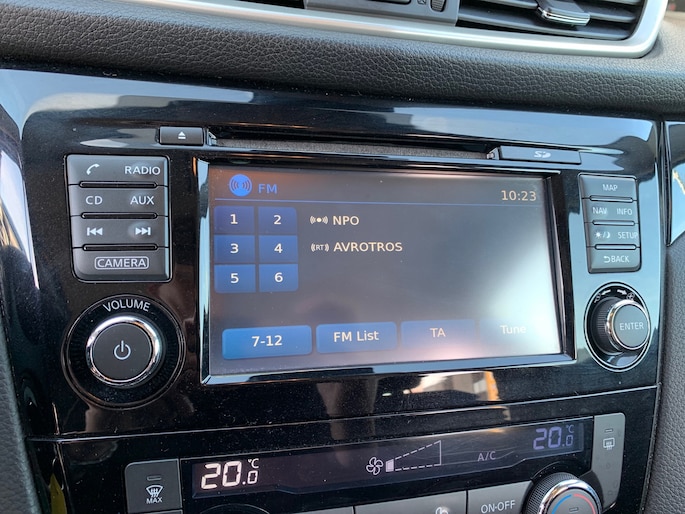 RADIO
CD AUX
CAMERA
VOLUME
SD
FM 10:23
1 2 NPO
3 4 (RT) AVROTROS
5 6
7-12 FM List TA Tune
MAP
NAVI INFO
SETUP
BACK
ENTER
20.0 °C
A/C
20.0 °C
MAX
ON-OFF